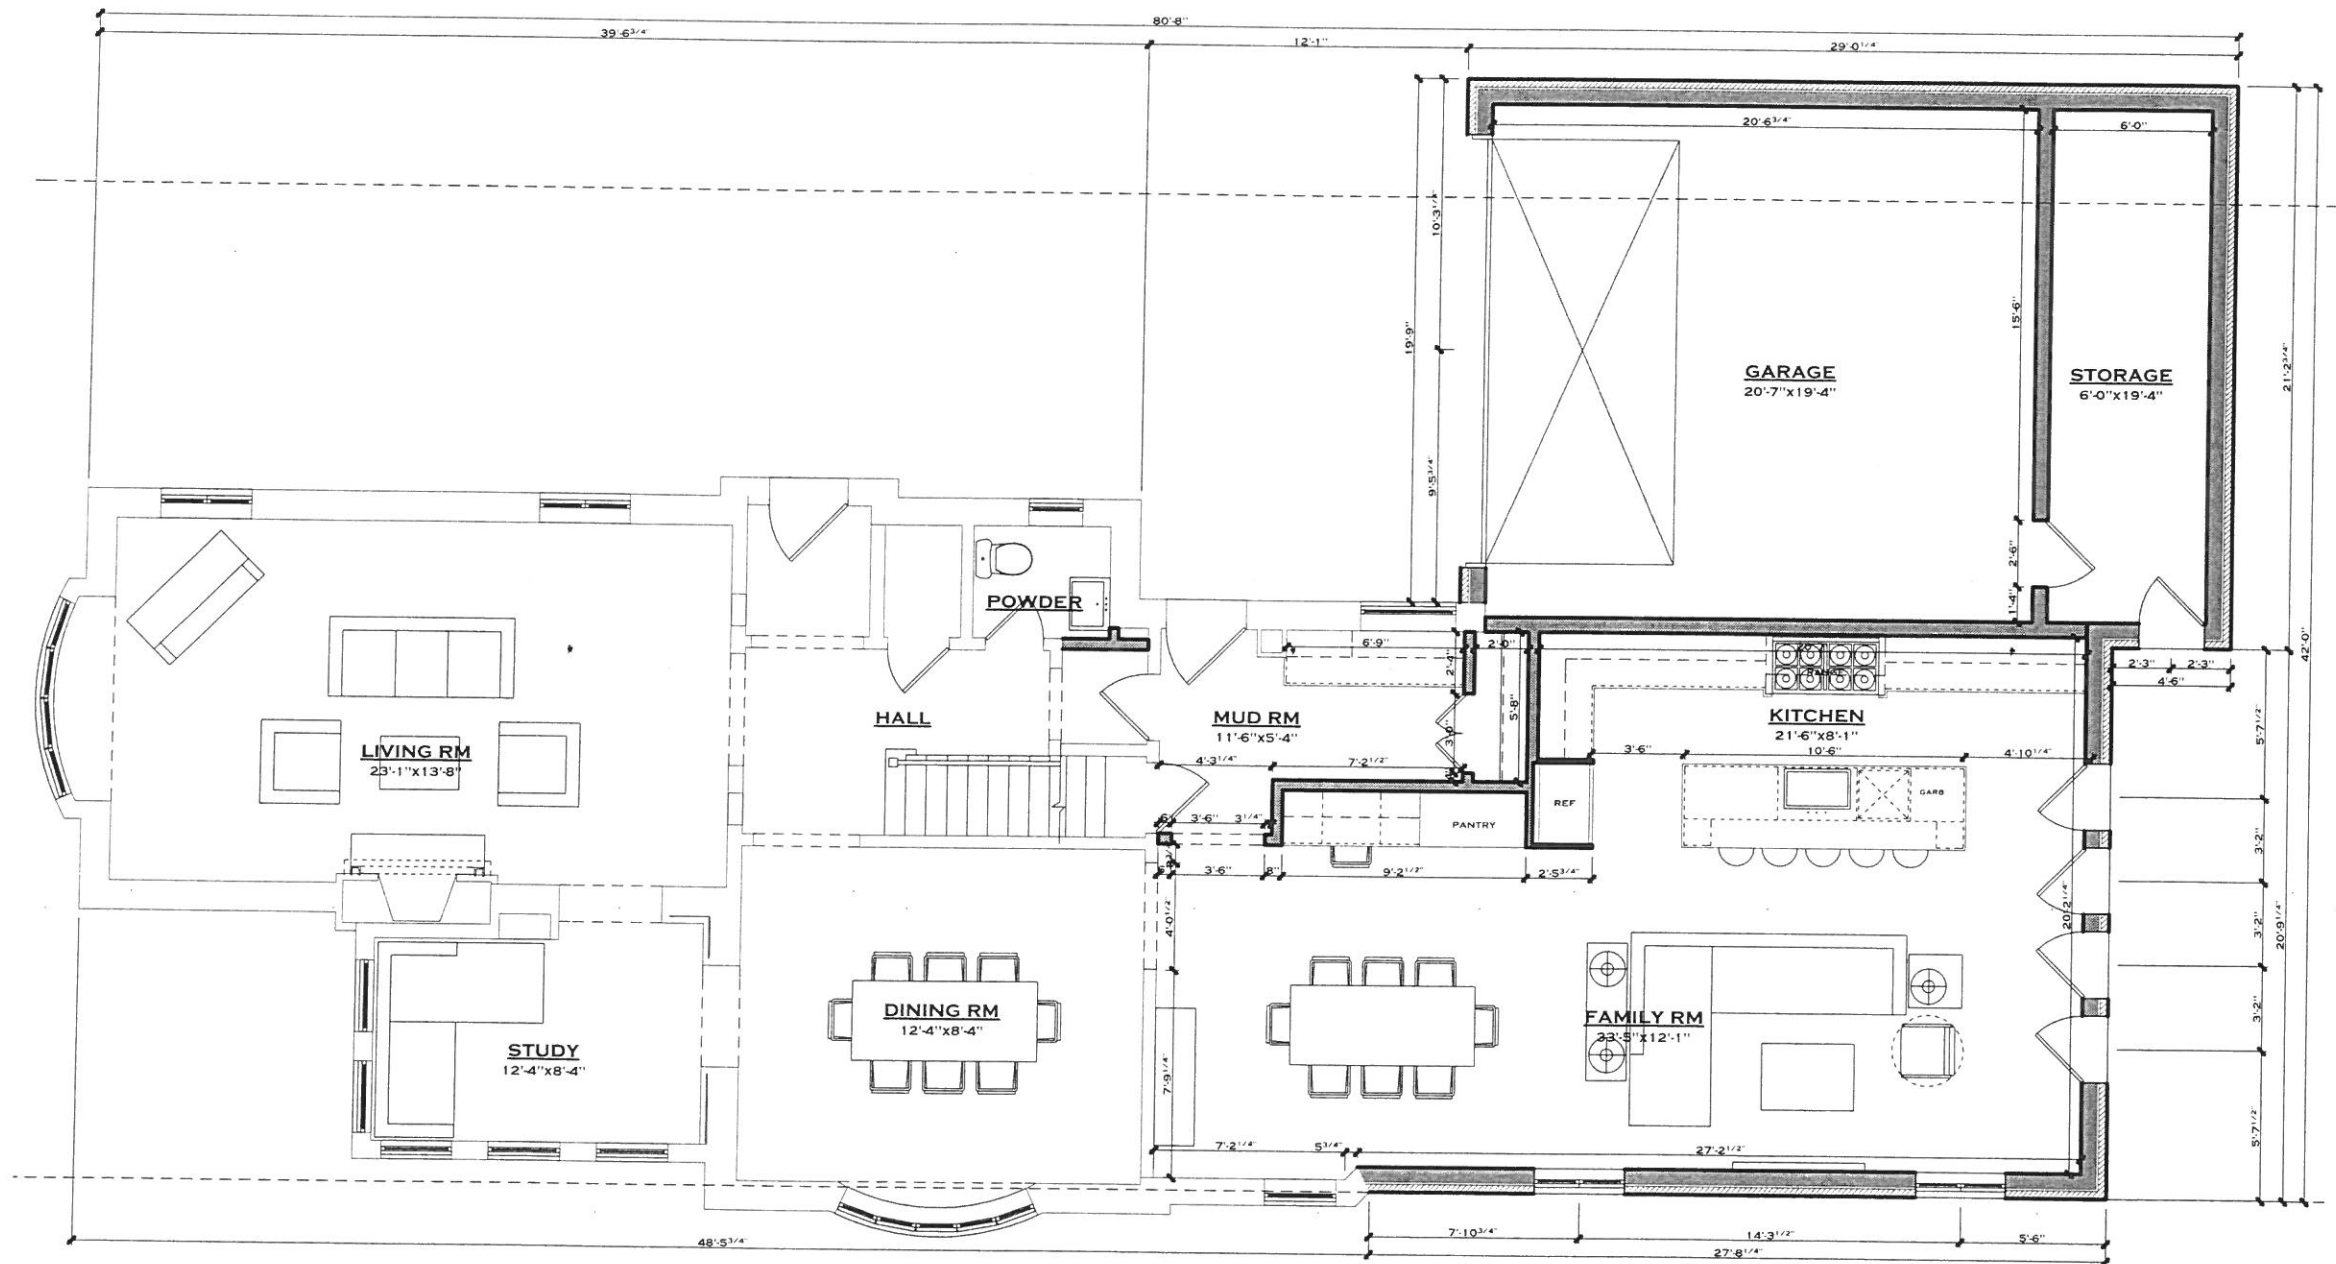 80'-8"
39'-6 3/4"
12'-1"
29'-0 1/4"
20'-6 3/4"
6'-0"
10'-3 1/2"
19'-9"
9'-5 3/4"
15'-6"
21'-2 3/4"
42'-0"
GARAGE
20'-7"x19'-4"
STORAGE
6'-0"x19'-4"
2'-6"
1'-4"
POWDER
6'-9"
2'-0"
2'-4"
2'-3"
2'-3"
4'-6"
HALL
MUD RM
11'-6"x5'-4"
5'-8"
3'-0"
KITCHEN
21'-6"x8'-1"
5'-7 1/2"
LIVING RM
23'-1"x13'-8"
4'-3 1/4"
7'-2 1/2"
3'-6"
10'-6"
4'-10 1/4"
REF
GARB
6"
3'-6"
3 1/4"
PANTRY
3'-2"
3'-6"
8"
9'-2 1/2"
2'-5 3/4"
4'-0 1/2"
20'-2 1/4"
3'-2"
20'-9 1/4"
3'-2"
DINING RM
12'-4"x8'-4"
FAMILY RM
33'-5"x12'-1"
STUDY
12'-4"x8'-4"
7'-9 1/4"
5'-7 1/2"
7'-2 1/4"
5 3/4"
27'-2 1/2"
7'-10 3/4"
14'-3 1/2"
5'-6"
48'-5 3/4"
27'-8 1/4"